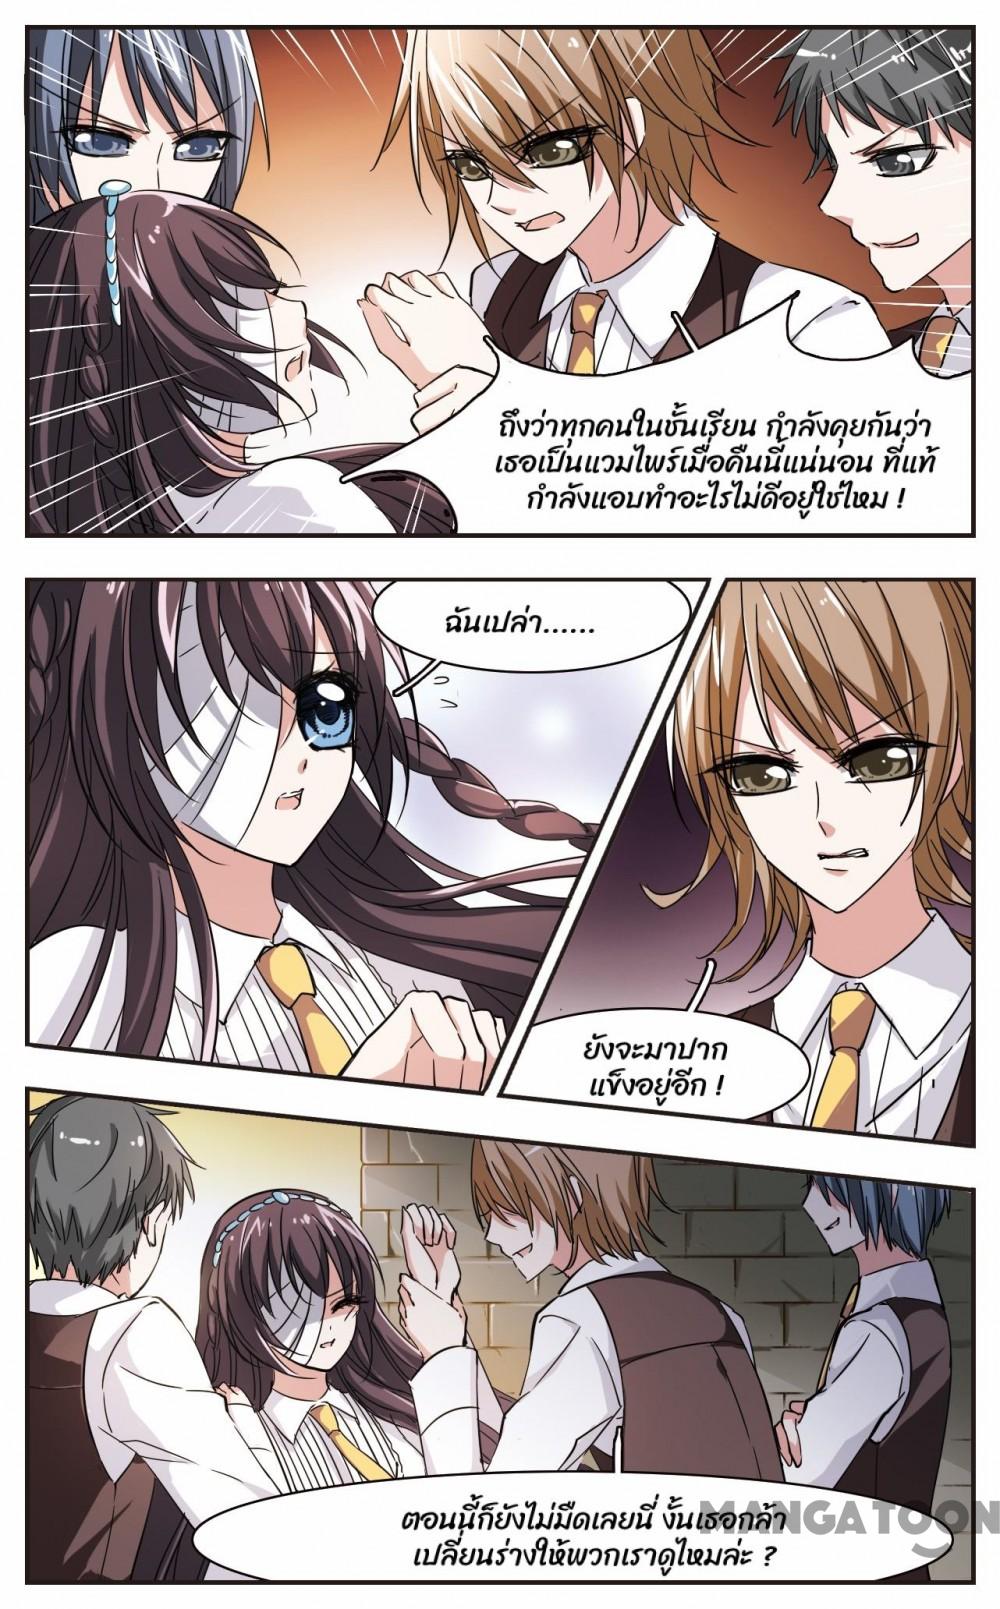 ถึงว่าทุกคนในชั้นเรียน กำลังคุยกันว่า
เธอเป็นแวมไพร์เมื่อคืนนี้แน่นอน ที่แท้
กำลังแอบทำอะไรไม่ดีอยู่ใช่ไหม !
ฉันเปล่า......
ยังจะมาปาก
แข็งอยู่อีก !
ตอนนี้ก็ยังไม่มืดเลยนี่ งั้นเธอกล้า
เปลี่ยนร่างให้พวกเราดูไหมล่ะ ?
MANGATOON